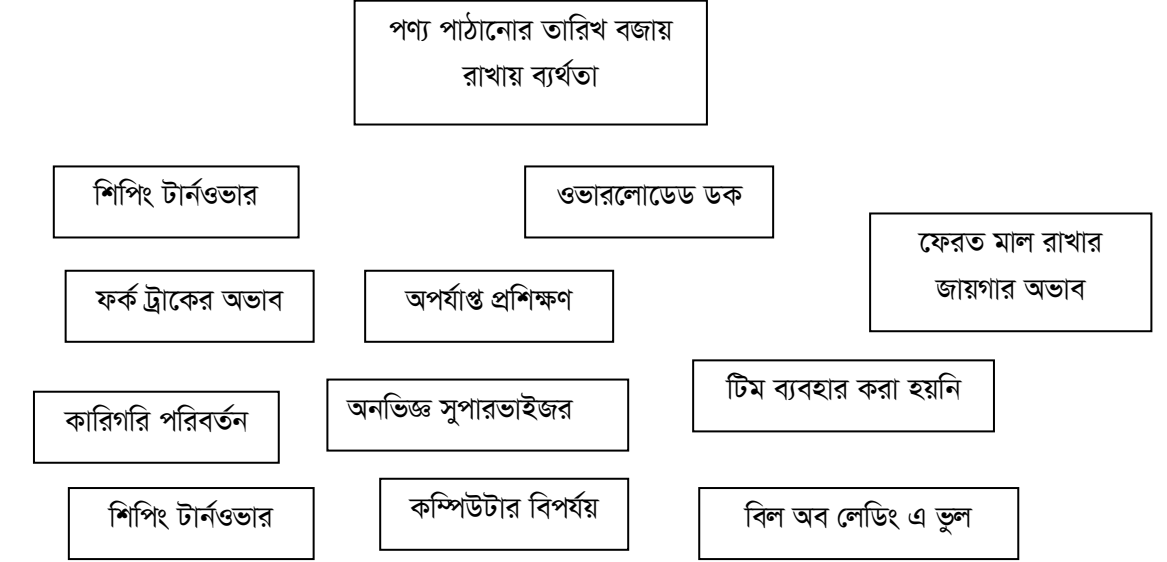 পণ্য পাঠানোর তারিখ বজায়
রাখায় ব্যর্থতা
শিপিং টার্নওভার
ওভারলোডেড ডক
ফেরত মাল রাখার
জায়গার অভাব
ফর্ক ট্রাকের অভাব
অপর্যাপ্ত প্রশিক্ষণ
টিম ব্যবহার করা হয়নি
কারিগরি পরিবর্তন
অনভিজ্ঞ সুপারভাইজর
শিপিং টার্নওভার
কম্পিউটার বিপর্যয়
বিল অব লেডিং এ ভুল